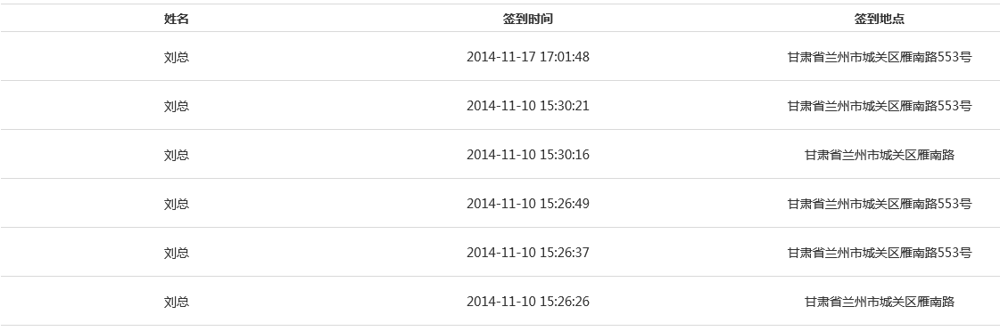 姓名 签到时间 签到地点
刘总 2014-11-17 17:01:48 甘肃省兰州市城关区雁南路553号
刘总 2014-11-10 15:30:21 甘肃省兰州市城关区雁南路553号
刘总 2014-11-10 15:30:16 甘肃省兰州市城关区雁南路
刘总 2014-11-10 15:26:49 甘肃省兰州市城关区雁南路553号
刘总 2014-11-10 15:26:37 甘肃省兰州市城关区雁南路553号
刘总 2014-11-10 15:26:26 甘肃省兰州市城关区雁南路